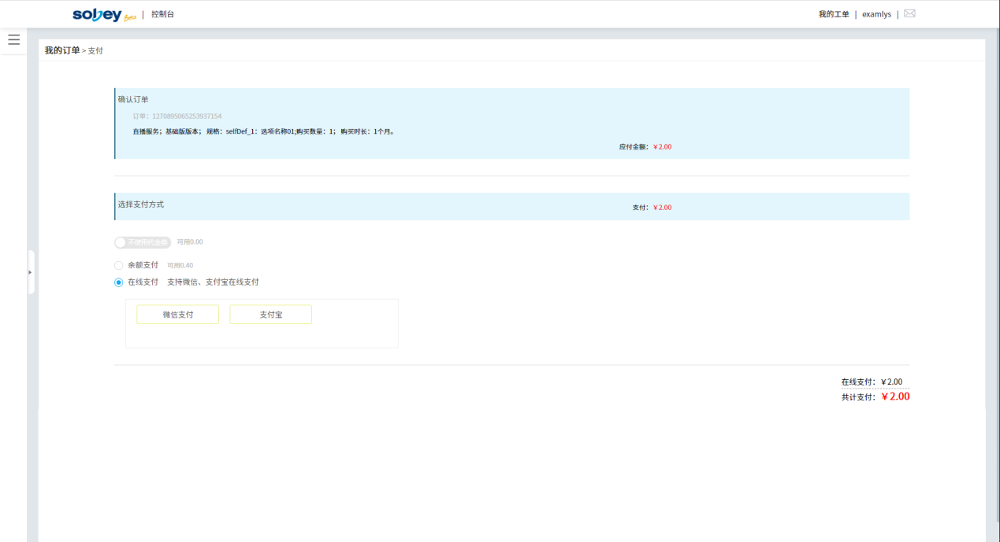 sobey Beta | 控制台
我的工单 | examlys |
我的订单 > 支付
确认订单
订单：1270895065253937154
直播服务；基础版版本； 规格：selfDef_1：选项名称01;购买数量：1； 购买时长：1个月。
应付金额：￥2.00
选择支付方式
支付：￥2.00
不使用代金券 可用0.00
余额支付 可用0.40
在线支付 支持微信、支付宝在线支付
微信支付 支付宝
在线支付：￥2.00
共计支付：￥2.00